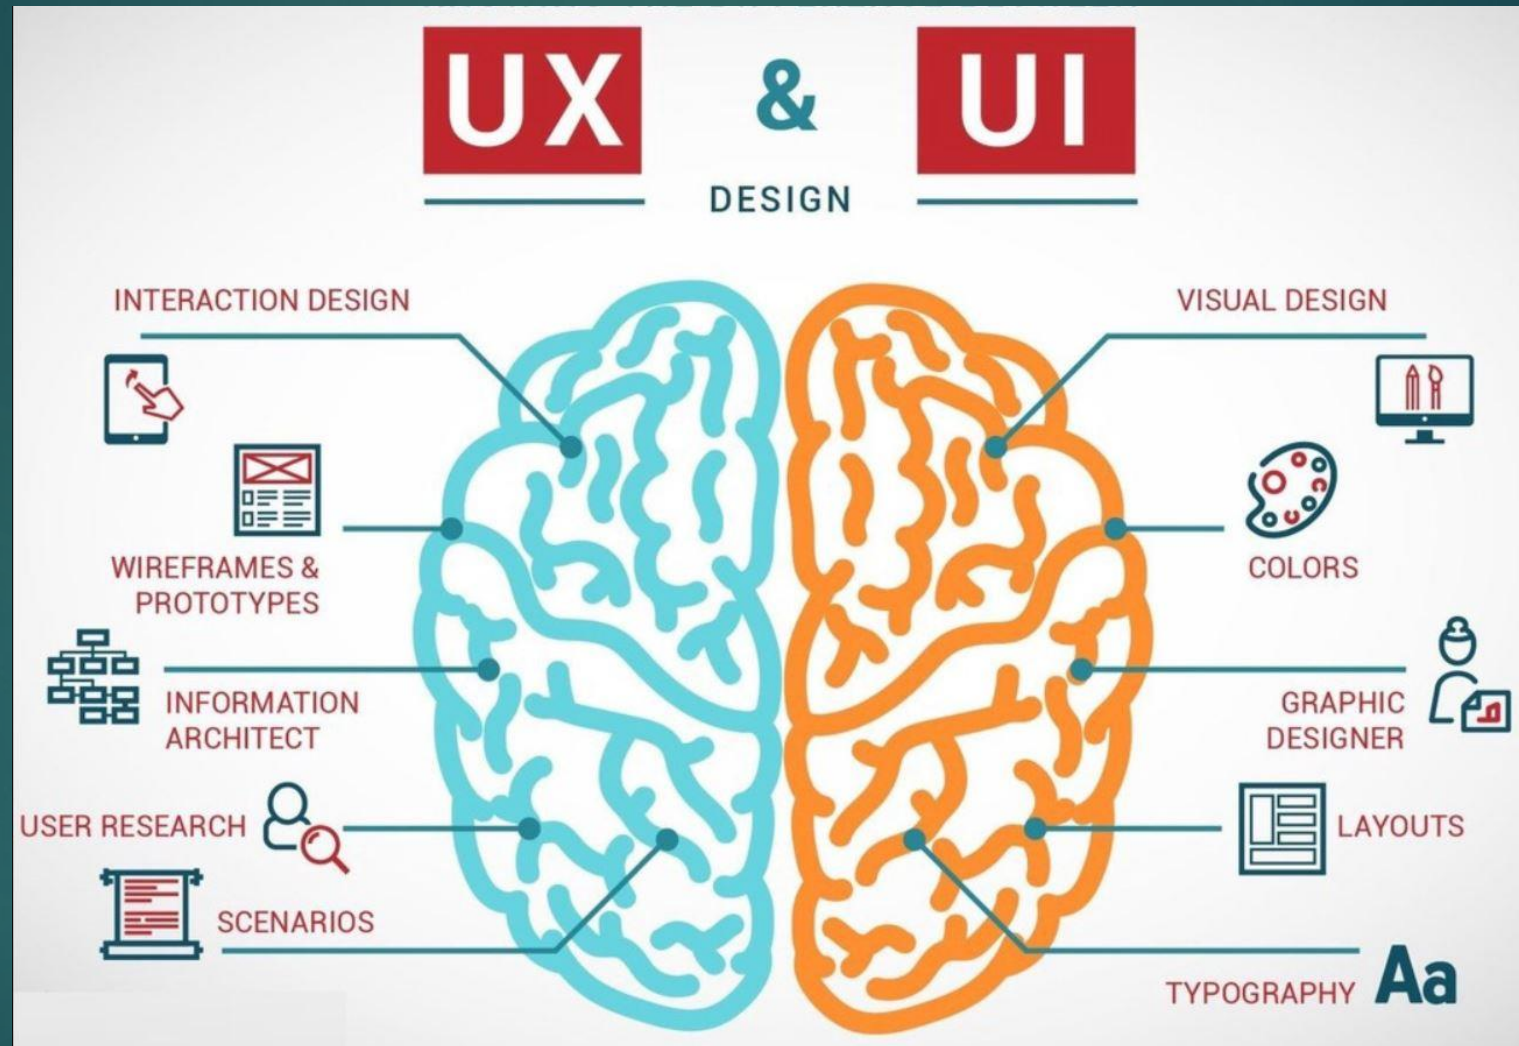 UX & UI
DESIGN
INTERACTION DESIGN
WIREFRAMES &
PROTOTYPES
INFORMATION
ARCHITECT
USER RESEARCH
SCENARIOS
VISUAL DESIGN
COLORS
GRAPHIC
DESIGNER
LAYOUTS
TYPOGRAPHY Aa